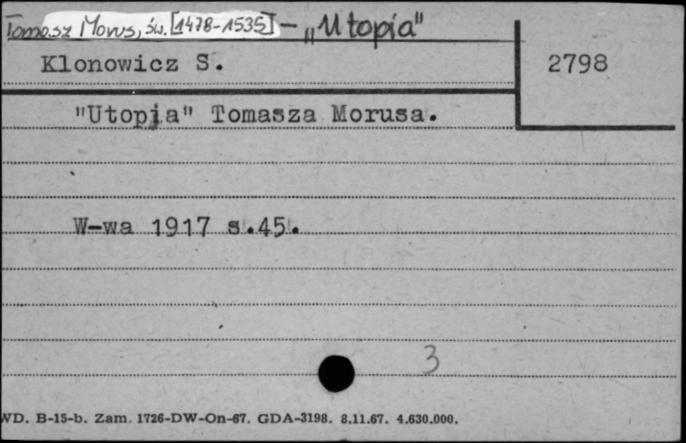 Tomasz Morus, św. [1478-1535] - „Utopia"
Klonowicz S.
2798
"Utopja" Tomasza Morusa.
W-wa 1917 s.45.
3
WD. B-15-b. Zam. 1726-DW-On-67. GDA-3198. 8.11.67. 4.630.000.